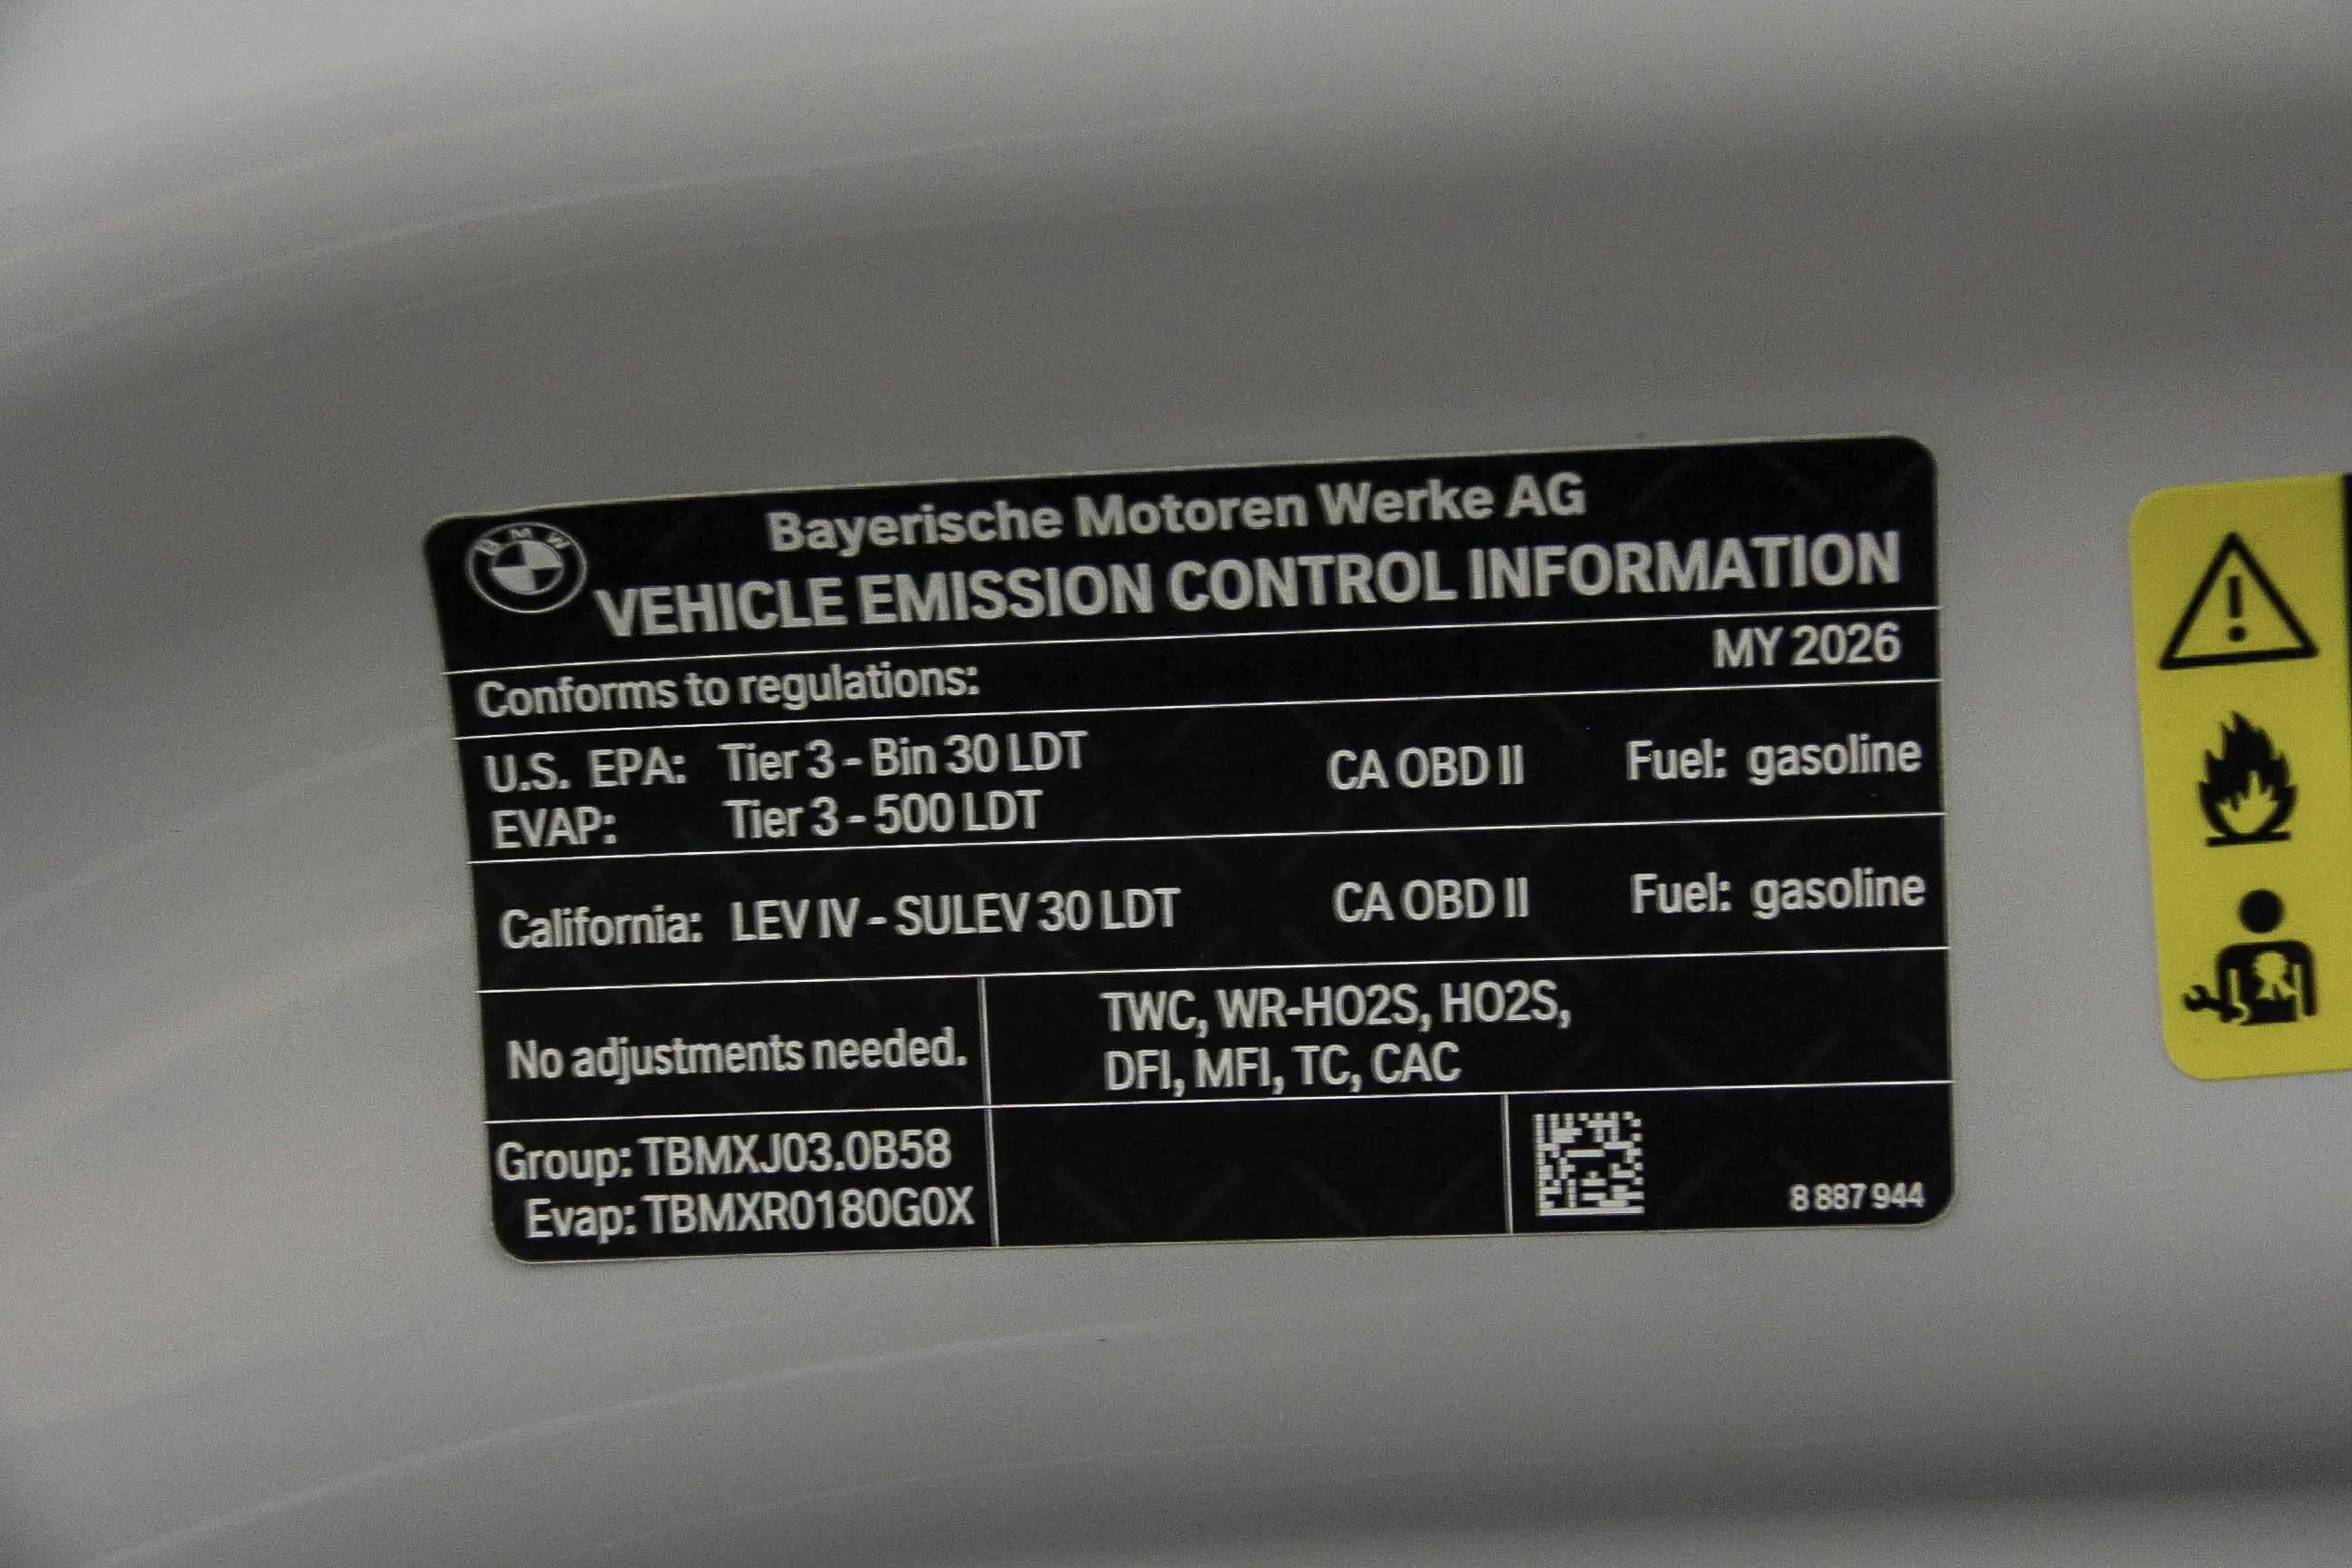 BMW
Bayerische Motoren Werke AG
VEHICLE EMISSION CONTROL INFORMATION
Conforms to regulations: MY 2026
U.S. EPA: Tier 3 - Bin 30 LDT CA OBD II Fuel: gasoline
EVAP: Tier 3 - 500 LDT
California: LEV IV - SULEV 30 LDT CA OBD II Fuel: gasoline
No adjustments needed.
TWC, WR-HO2S, HO2S,
DFI, MFI, TC, CAC
Group: TBMXJ03.0B58
Evap: TBMXR0180G0X
8 887 944